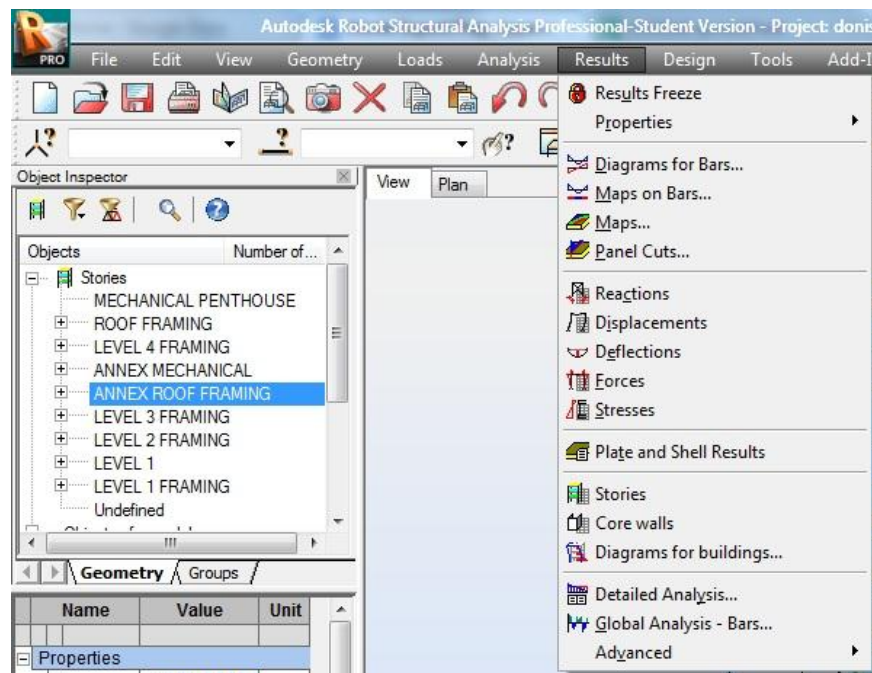 Autodesk Robot Structural Analysis Professional-Student Version - Project: donis
PRO File Edit View Geometry Loads Analysis Results Design Tools Add-I
Results Freeze
Properties
Diagrams for Bars...
Maps on Bars...
Maps...
Panel Cuts...
Reactions
Displacements
Deflections
Forces
Stresses
Plate and Shell Results
Stories
Core walls
Diagrams for buildings...
Detailed Analysis...
Global Analysis - Bars...
Advanced
Object Inspector
View Plan
Objects Number of...
Stories
MECHANICAL PENTHOUSE
ROOF FRAMING
LEVEL 4 FRAMING
ANNEX MECHANICAL
ANNEX ROOF FRAMING
LEVEL 3 FRAMING
LEVEL 2 FRAMING
LEVEL 1
LEVEL 1 FRAMING
Undefined
Geometry Groups
Name Value Unit
Properties